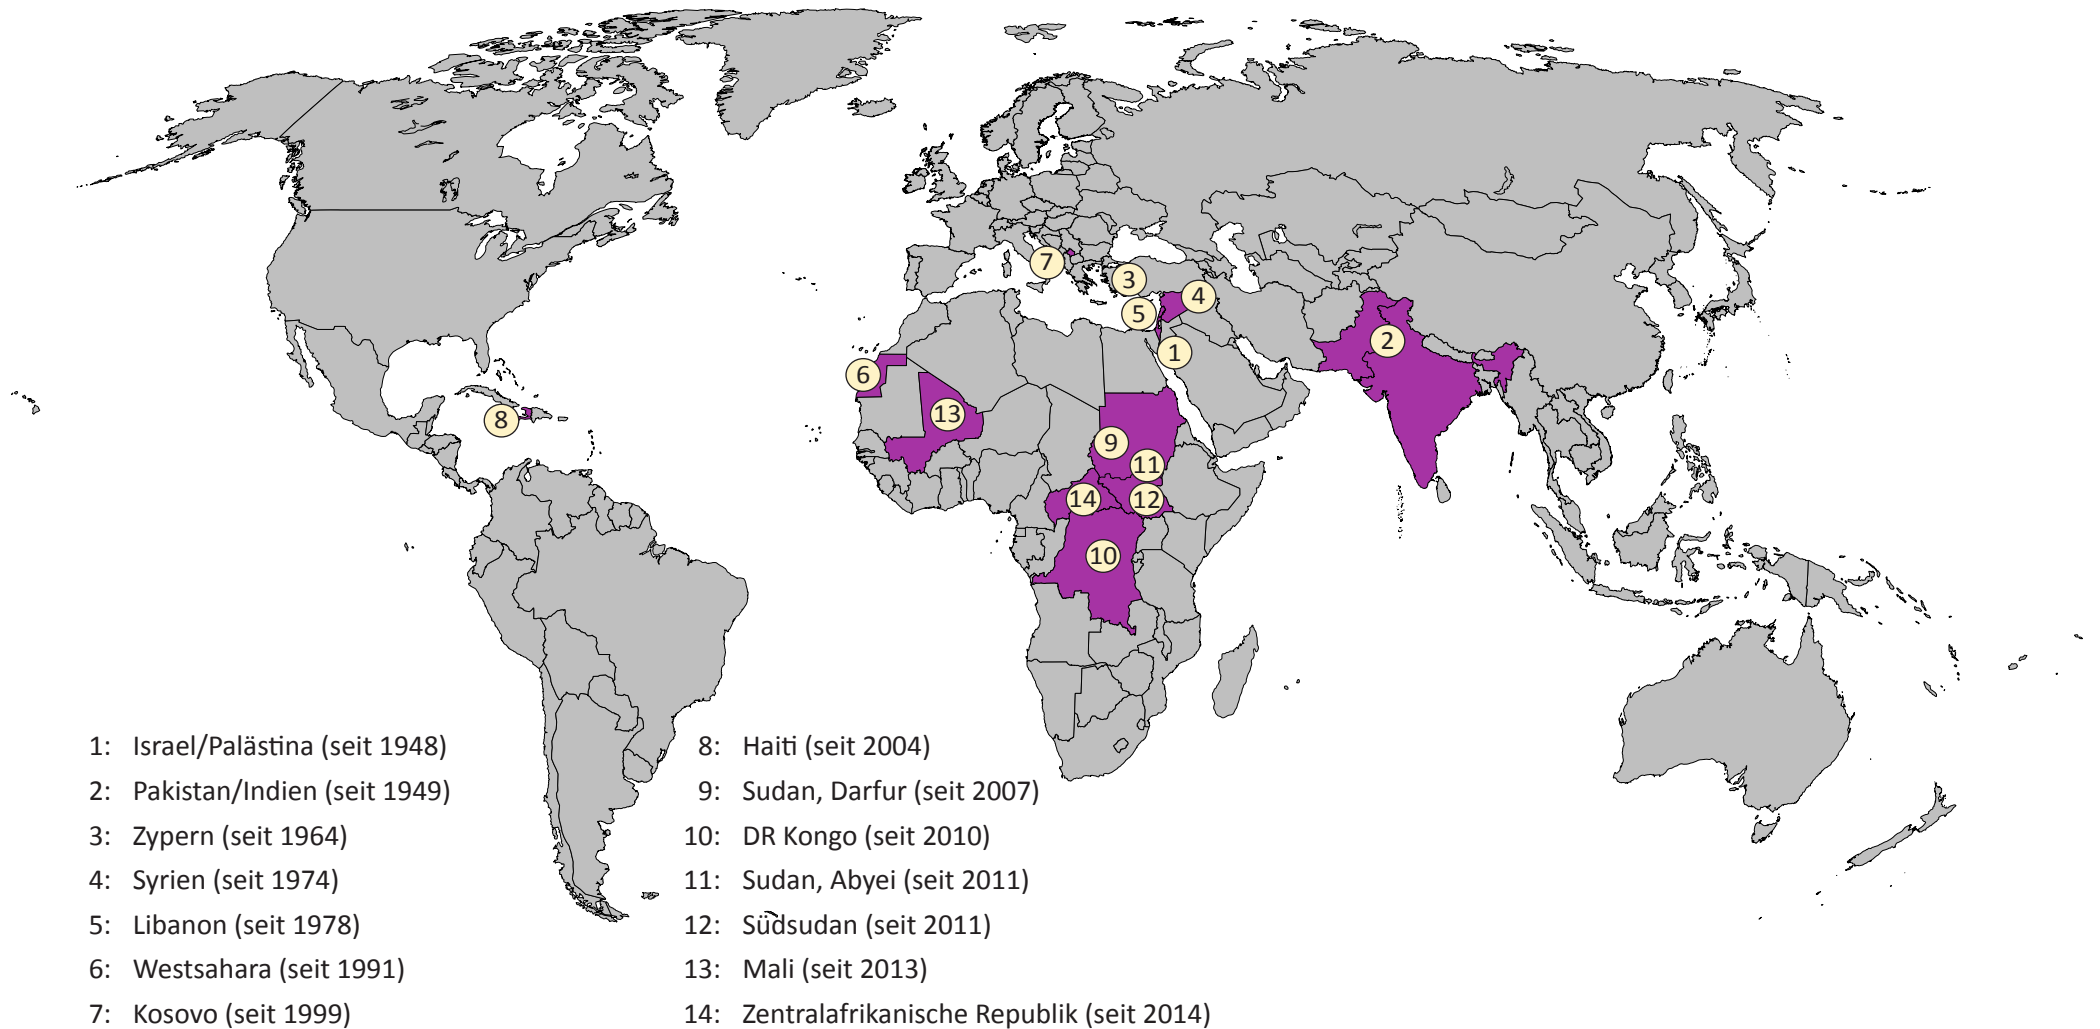 7
3
4
5
2
1
6
13
8
9
11
14
12
10
1: Israel/Palästina (seit 1948)
2: Pakistan/Indien (seit 1949)
3: Zypern (seit 1964)
4: Syrien (seit 1974)
5: Libanon (seit 1978)
6: Westsahara (seit 1991)
7: Kosovo (seit 1999)
8: Haiti (seit 2004)
9: Sudan, Darfur (seit 2007)
10: DR Kongo (seit 2010)
11: Sudan, Abyei (seit 2011)
12: Südsudan (seit 2011)
13: Mali (seit 2013)
14: Zentralafrikanische Republik (seit 2014)